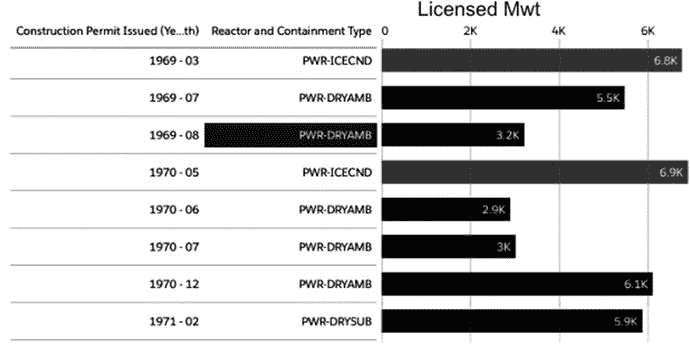 Licensed Mwt
Construction Permit Issued (Ye...th) Reactor and Containment Type 0 2K 4K 6K
1969 - 03 PWR-ICECND 6.8K
1969 - 07 PWR-DRYAMB 5.5K
1969 - 08 PWR-DRYAMB 3.2K
1970 - 05 PWR-ICECND 6.9K
1970 - 06 PWR-DRYAMB 2.9K
1970 - 07 PWR-DRYAMB 3K
1970 - 12 PWR-DRYAMB 6.1K
1971 - 02 PWR-DRYSUB 5.9K